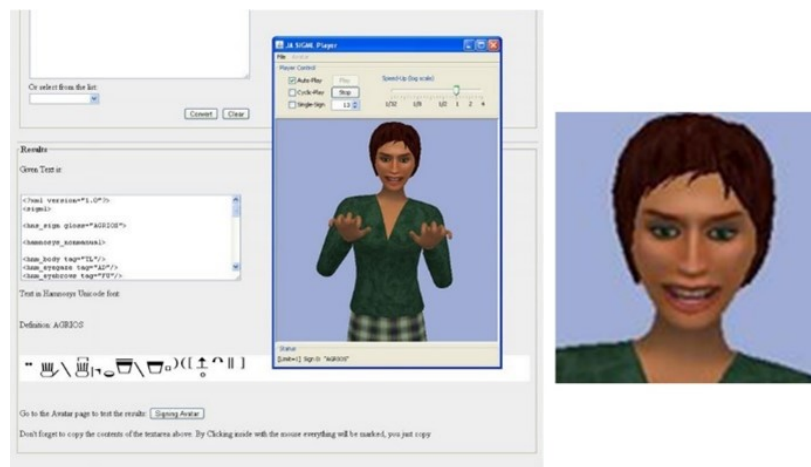 Or select from the list:
Convert Clear
Results
Given Text is:
<?xml version="1.0"?>
<sigml>
<hns_sign gloss="AGRIOS">
<hamnosys_nonmanual>
<hnm_body tag="TL"/>
<hnm_eyegaze tag="AD"/>
<hnm_eyebrows tag="FU"/>
Text in Hamnosys Unicode font:
Definition: AGRIOS
Go to the Avatar page to test the results: Signing Avatar
Don't forget to copy the contents of the textarea above. By Clicking inside with the mouse everything will be marked, you just copy
JA SiGML Player
File Avatar
Player Control
Auto-Play Play
Speed-Up (log scale)
Cyclic-Play Stop
Single-Sign 13
1/32 1/8 1/2 1 2 4
Status
Sign 0: "AGRIOS"